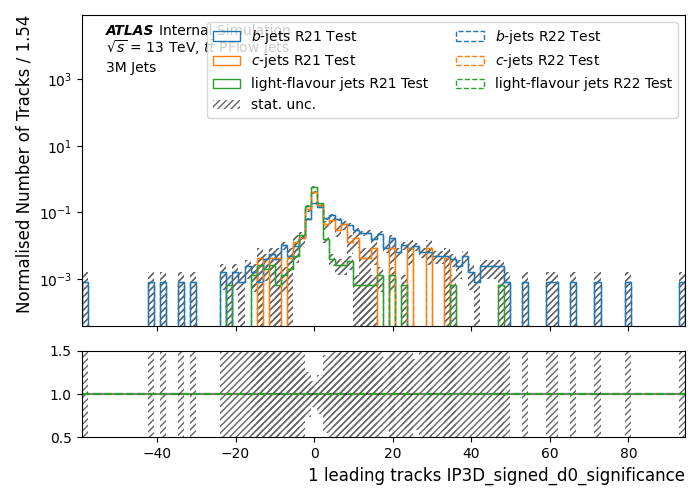 ATLAS Internal Simulation
√s = 13 TeV, tt PFlow jets
3M Jets
b-jets R21 Test
c-jets R21 Test
light-flavour jets R21 Test
stat. unc.
b-jets R22 Test
c-jets R22 Test
light-flavour jets R22 Test
Normalised Number of Tracks / 1.54
10³
10¹
10⁻¹
10⁻³
1.5
1.0
0.5
−40 −20 0 20 40 60 80
1 leading tracks IP3D_signed_d0_significance